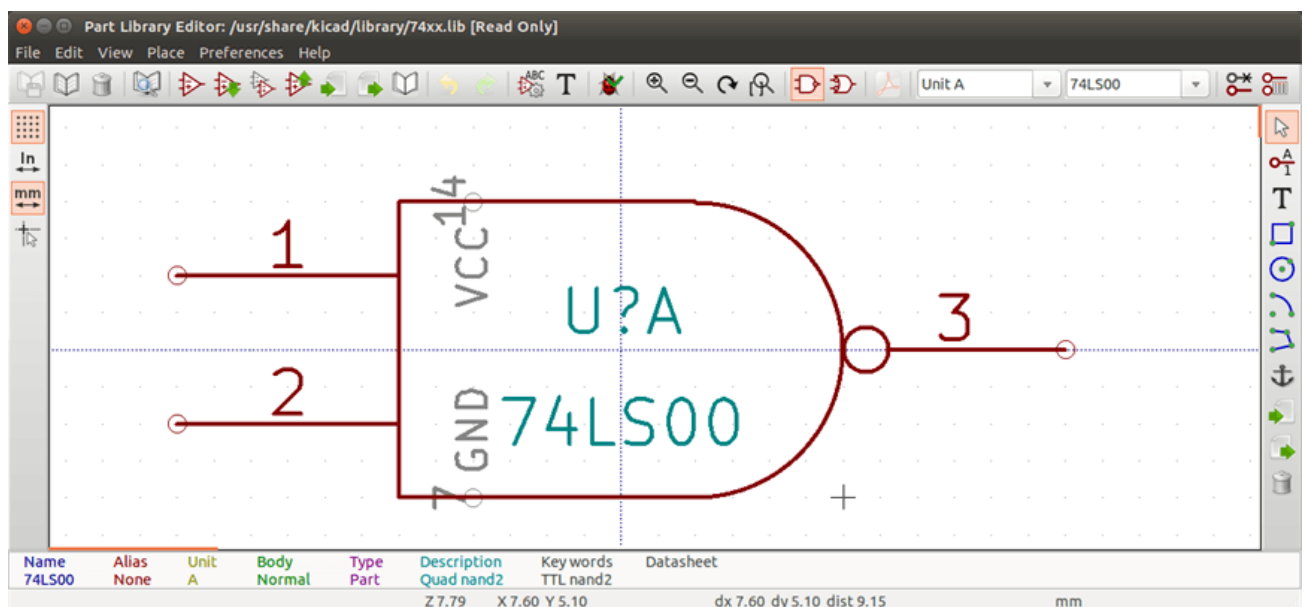 Part Library Editor: /usr/share/kicad/library/74xx.lib [Read Only]
File Edit View Place Preferences Help
ABC T Unit A 74LS00
In
mm
A
1
T
14
VCC
1
U?A
3
2
GND
74LS00
7
Name Alias Unit Body Type Description Key words Datasheet
74LS00 None A Normal Part Quad nand2 TTL nand2
Z 7.79 X 7.60 Y 5.10 dx 7.60 dy 5.10 dist 9.15 mm